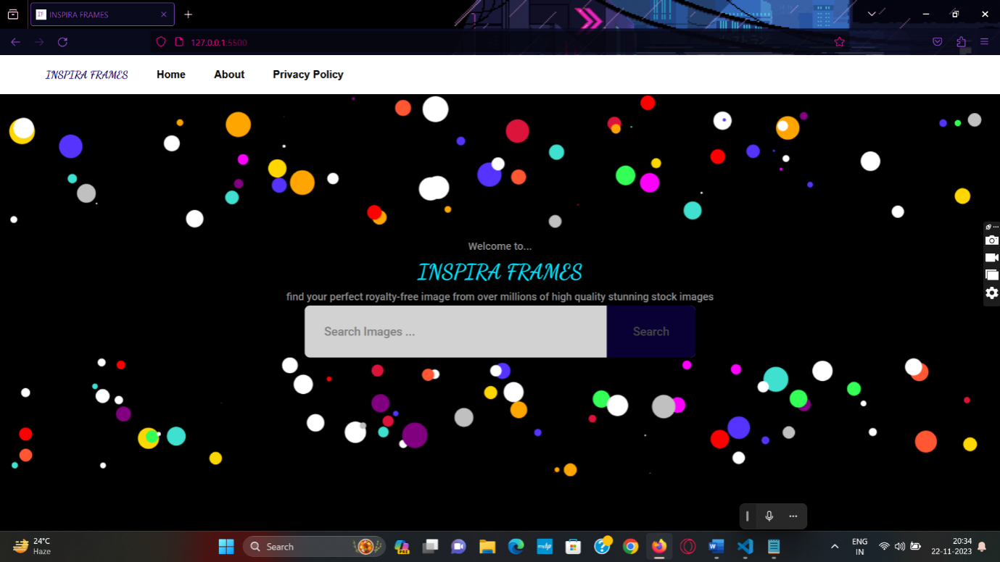 IF INSPIRA FRAMES
127.0.0.1:5500
INSPIRA FRAMES Home About Privacy Policy
Welcome to...
INSPIRA FRAMES
find your perfect royalty-free image from over millions of high quality stunning stock images
Search Images ... Search
24°C
Haze
Search
PRE
myhp
ENG
IN
20:34
22-11-2023